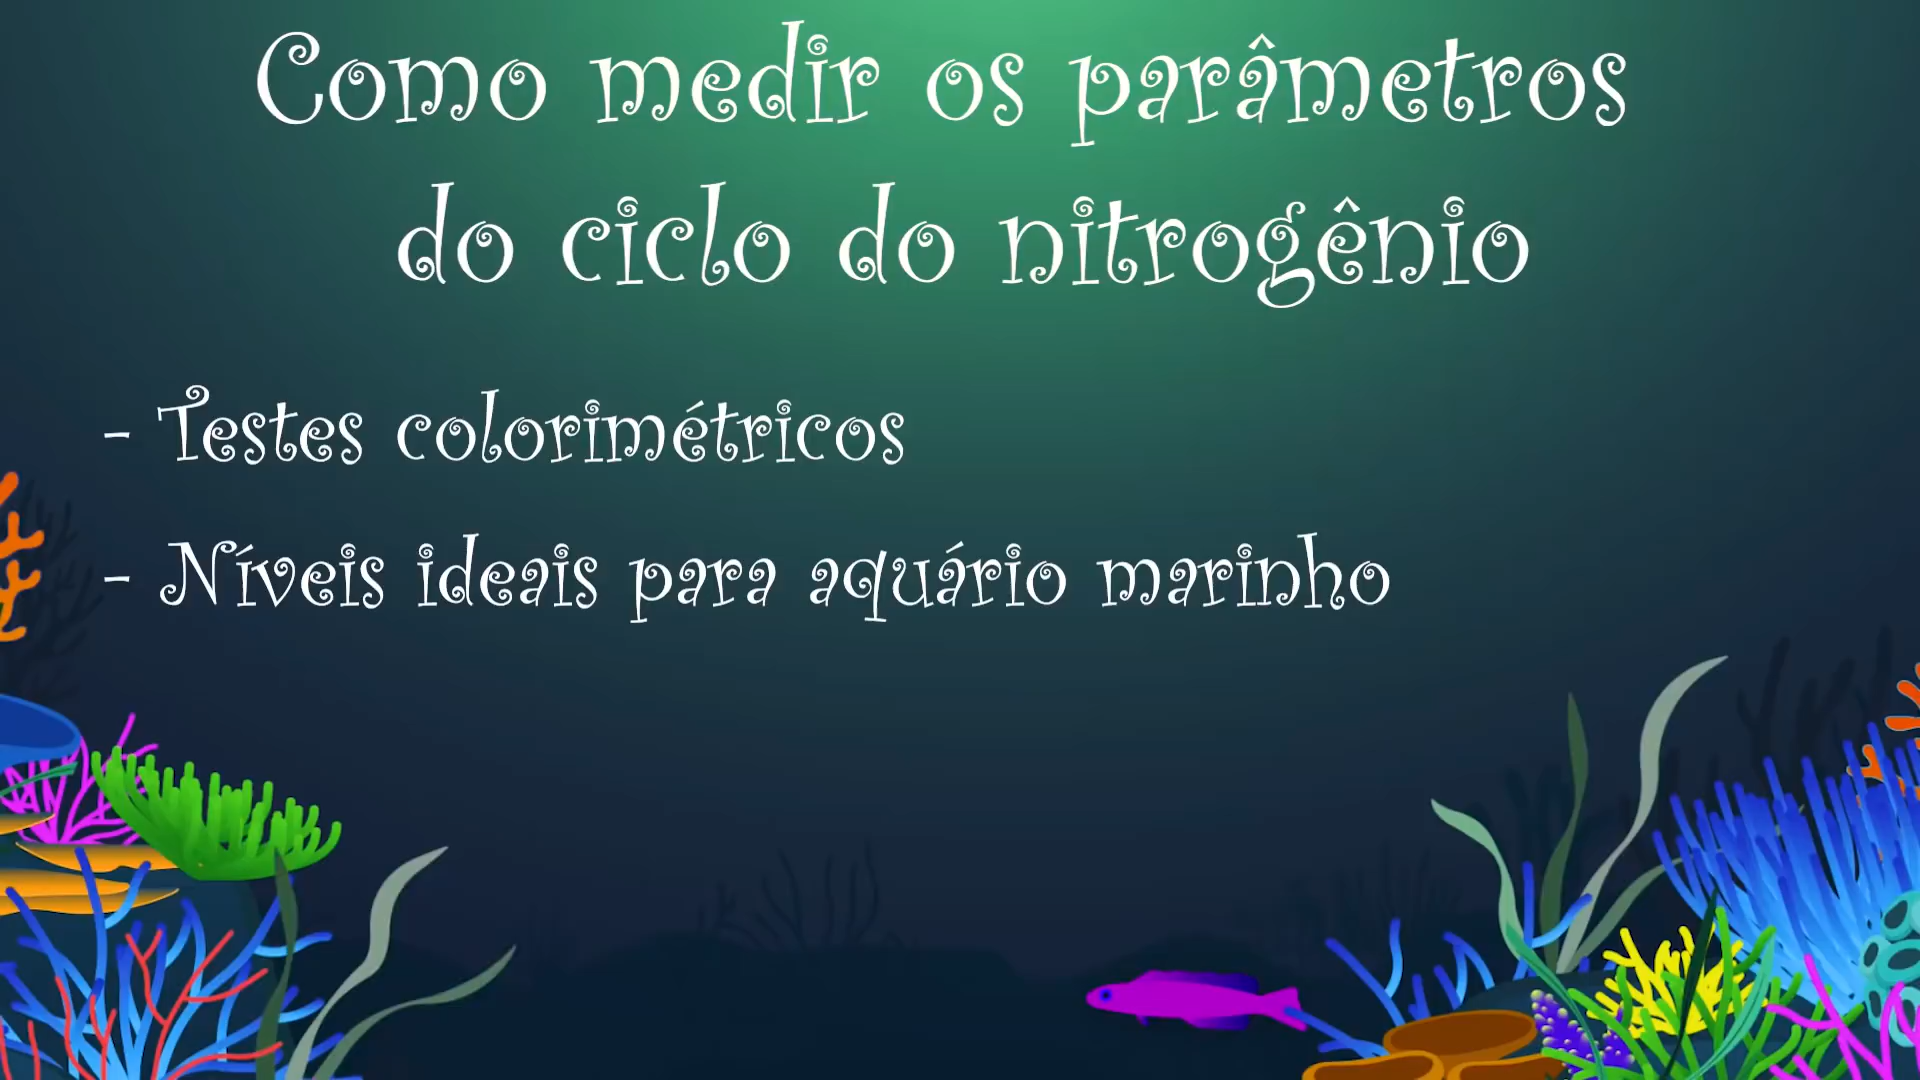 Como medir os parâmetros
do ciclo do nitrogênio
- Testes colorimétricos
- Níveis ideais para aquário marinho